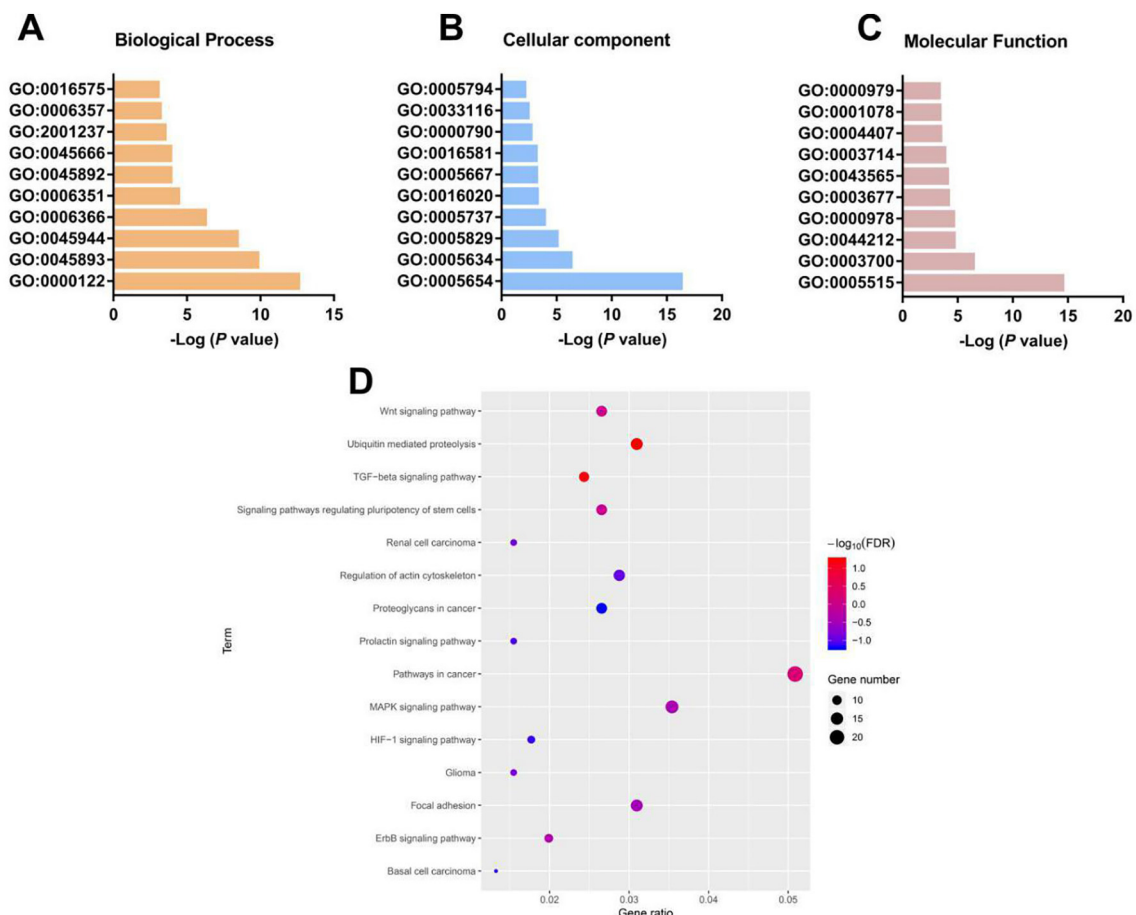 A
Biological Process
GO:0016575
GO:0006357
GO:2001237
GO:0045666
GO:0045892
GO:0006351
GO:0006366
GO:0045944
GO:0045893
GO:0000122
0 5 10 15
-Log (P value)
B
Cellular component
GO:0005794
GO:0033116
GO:0000790
GO:0016581
GO:0005667
GO:0016020
GO:0005737
GO:0005829
GO:0005634
GO:0005654
0 5 10 15 20
-Log (P value)
C
Molecular Function
GO:0000979
GO:0001078
GO:0004407
GO:0003714
GO:0043565
GO:0003677
GO:0000978
GO:0044212
GO:0003700
GO:0005515
0 5 10 15 20
-Log (P value)
D
Term
Wnt signaling pathway
Ubiquitin mediated proteolysis
TGF−beta signaling pathway
Signaling pathways regulating pluripotency of stem cells
Renal cell carcinoma
Regulation of actin cytoskeleton
Proteoglycans in cancer
Prolactin signaling pathway
Pathways in cancer
MAPK signaling pathway
HIF−1 signaling pathway
Glioma
Focal adhesion
ErbB signaling pathway
Basal cell carcinoma
0.02 0.03 0.04 0.05
Gene ratio
−log₁₀(FDR)
1.0
0.5
0.0
−0.5
−1.0
Gene number
10
15
20